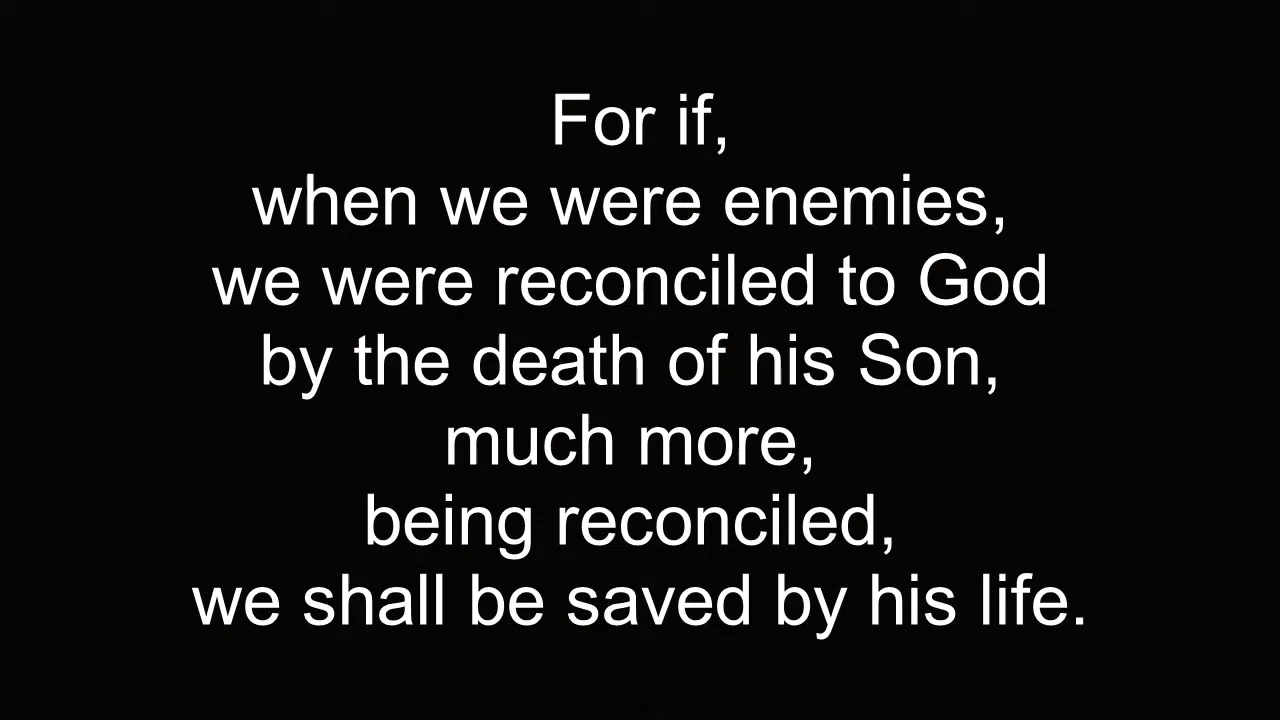 For if,
when we were enemies,
we were reconciled to God
by the death of his Son,
much more,
being reconciled,
we shall be saved by his life.